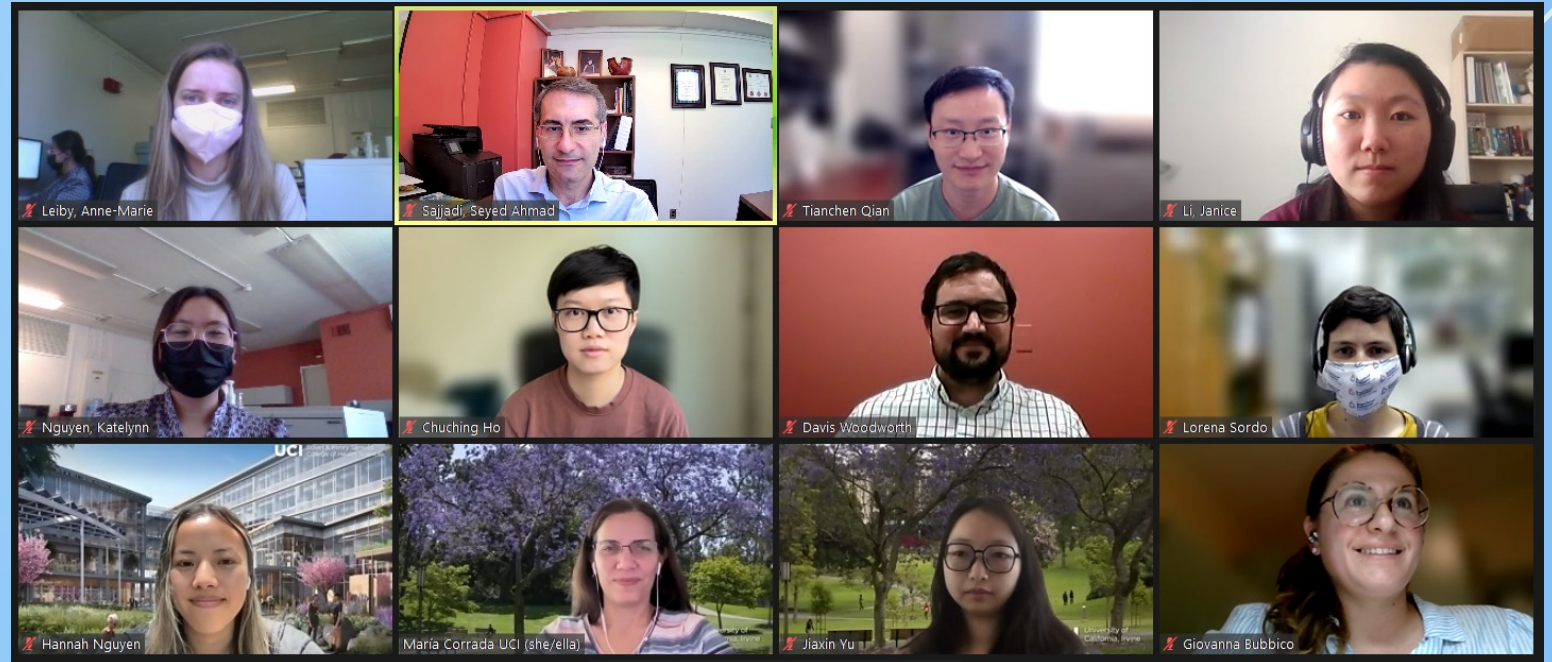 Leiby, Anne-Marie
Sajjadi, Seyed Ahmad
Tianchen Qian
Li, Janice
Nguyen, Katelynn
Chuching Ho
Davis Woodworth
Lorena Sordo
UCI
Hannah Nguyen
María Corrada UCI (she/ella)
Jiaxin Yu
University of
California, Irvine
Giovanna Bubbico